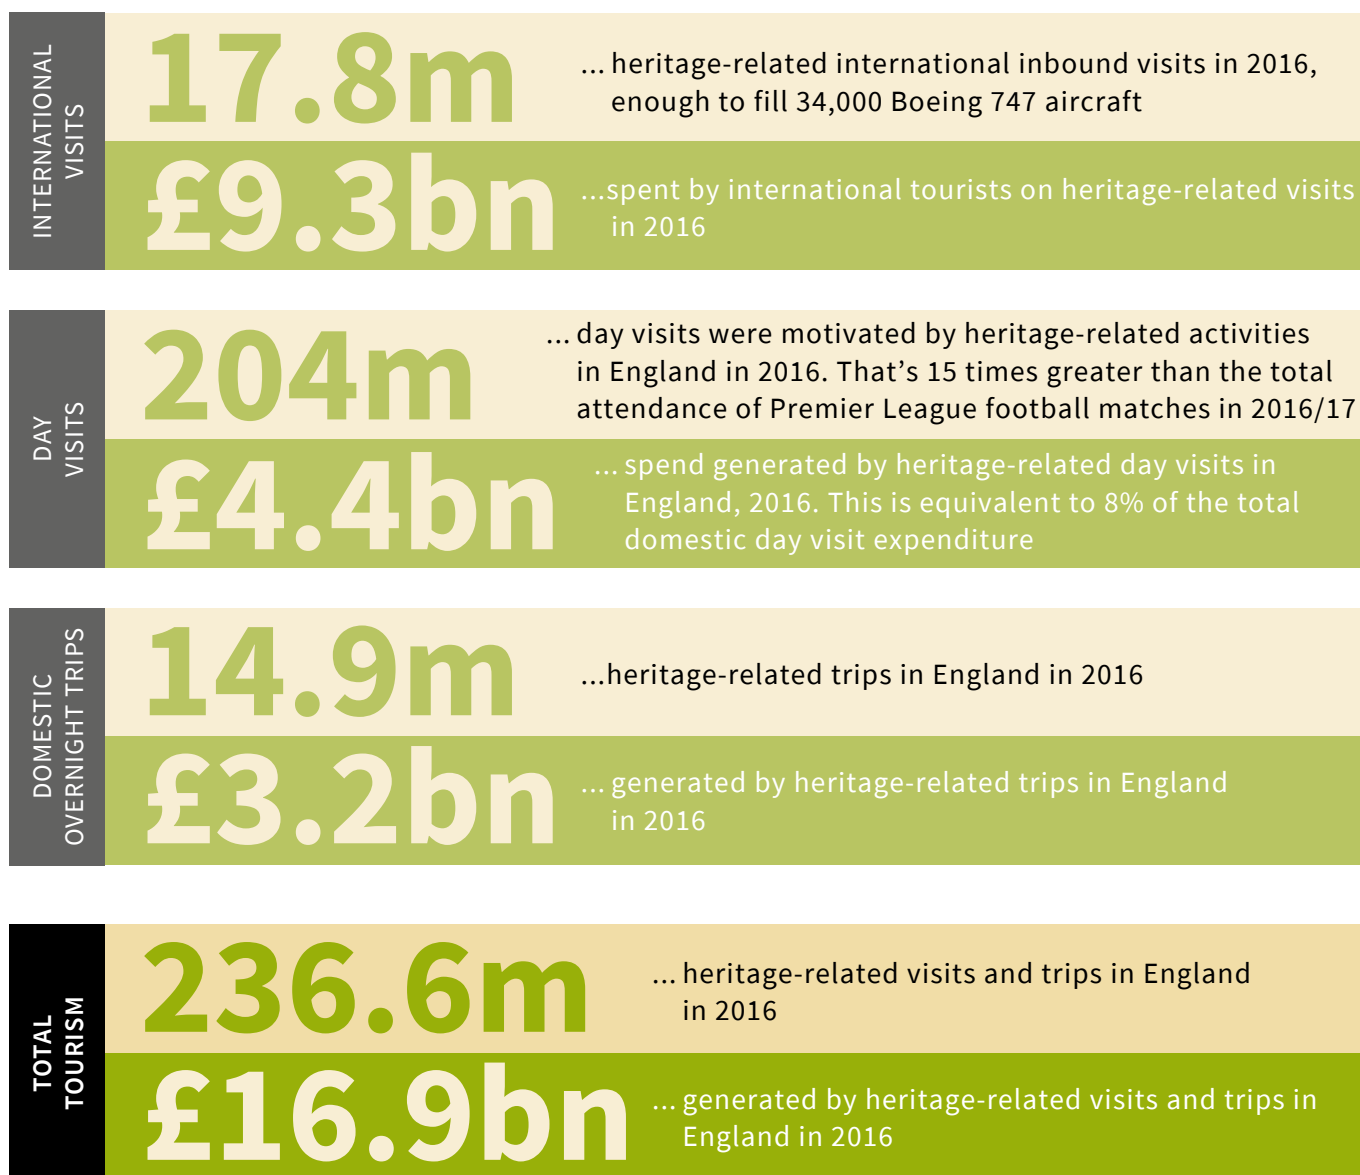 INTERNATIONAL
VISITS
17.8m
... heritage-related international inbound visits in 2016,
enough to fill 34,000 Boeing 747 aircraft
£9.3bn
...spent by international tourists on heritage-related visits
in 2016
DAY
VISITS
204m
... day visits were motivated by heritage-related activities
in England in 2016. That’s 15 times greater than the total
attendance of Premier League football matches in 2016/17
£4.4bn
... spend generated by heritage-related day visits in
England, 2016. This is equivalent to 8% of the total
domestic day visit expenditure
DOMESTIC
OVERNIGHT TRIPS
14.9m
...heritage-related trips in England in 2016
£3.2bn
... generated by heritage-related trips in England
in 2016
TOTAL
TOURISM
236.6m
... heritage-related visits and trips in England
in 2016
£16.9bn
... generated by heritage-related visits and trips in
England in 2016